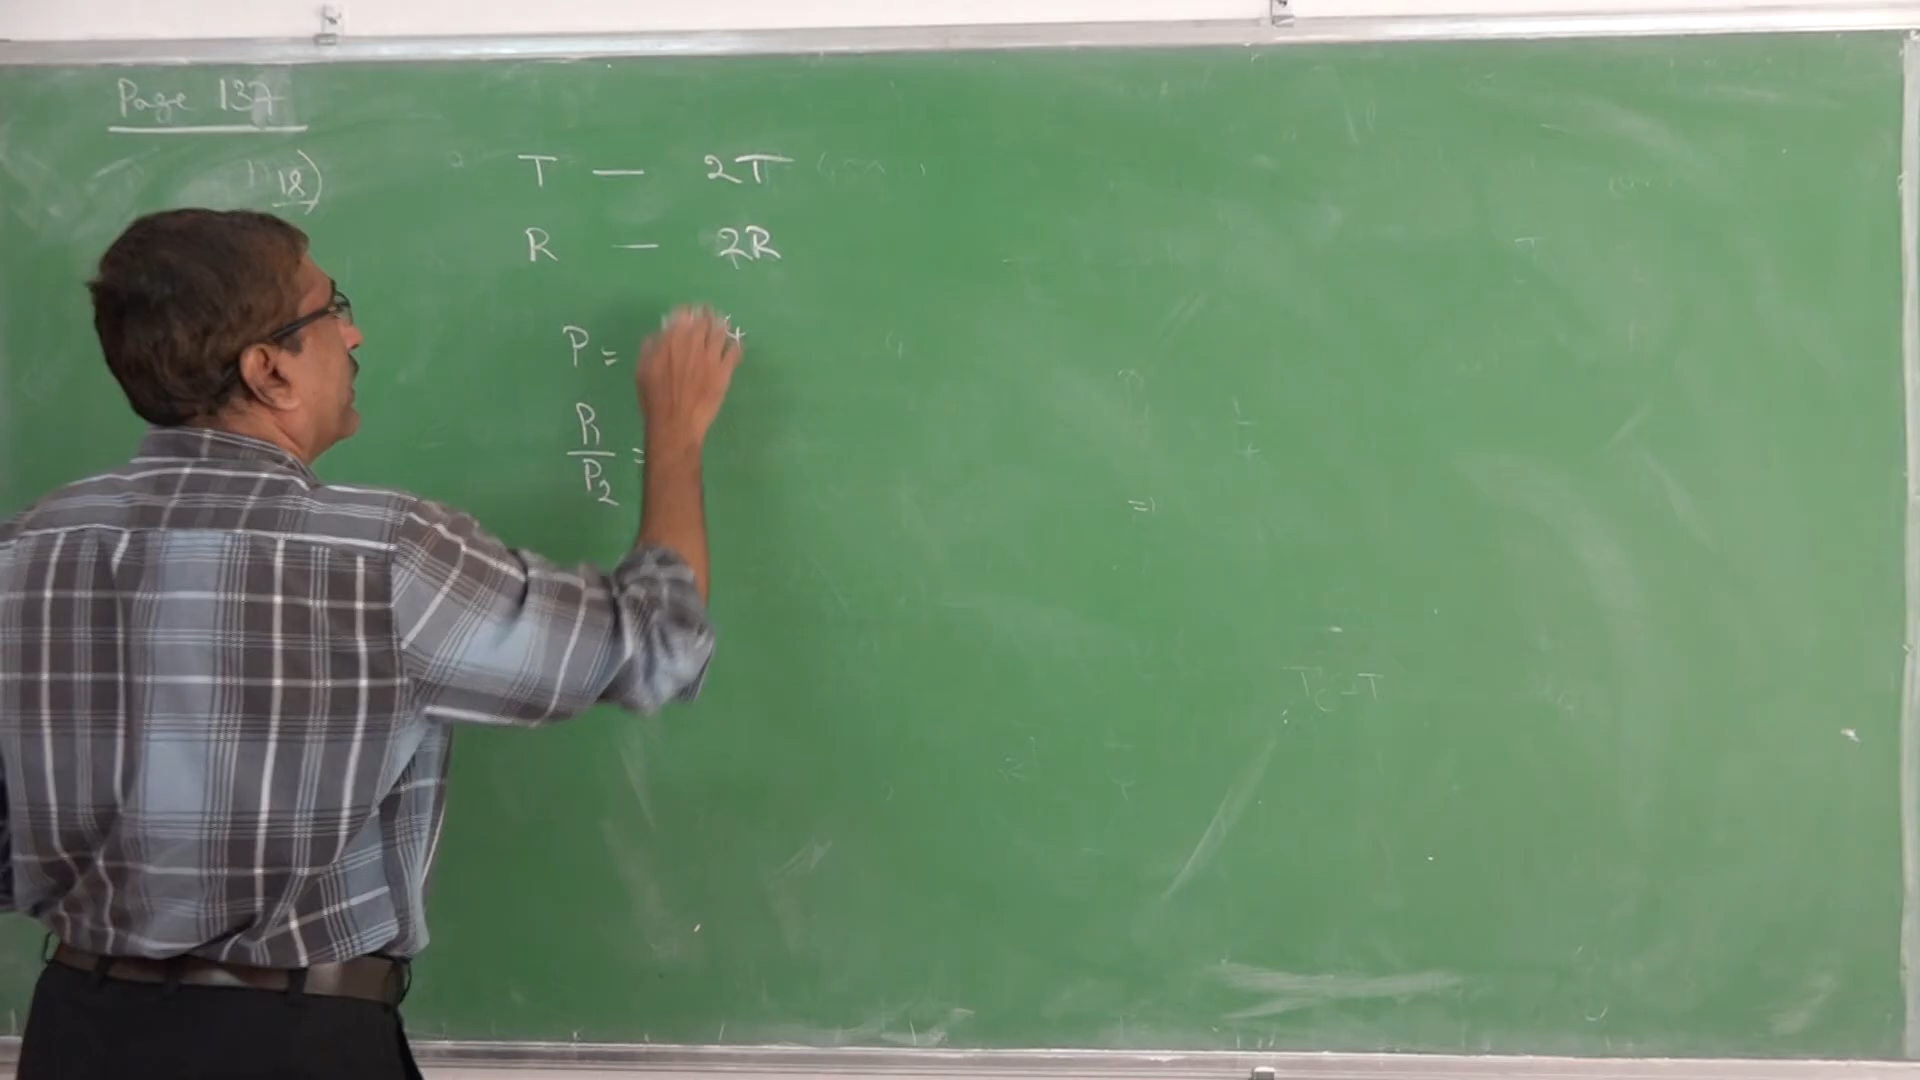 Page 137
18)
T — 2T
R — 2R
P =
P₁/P₂ =